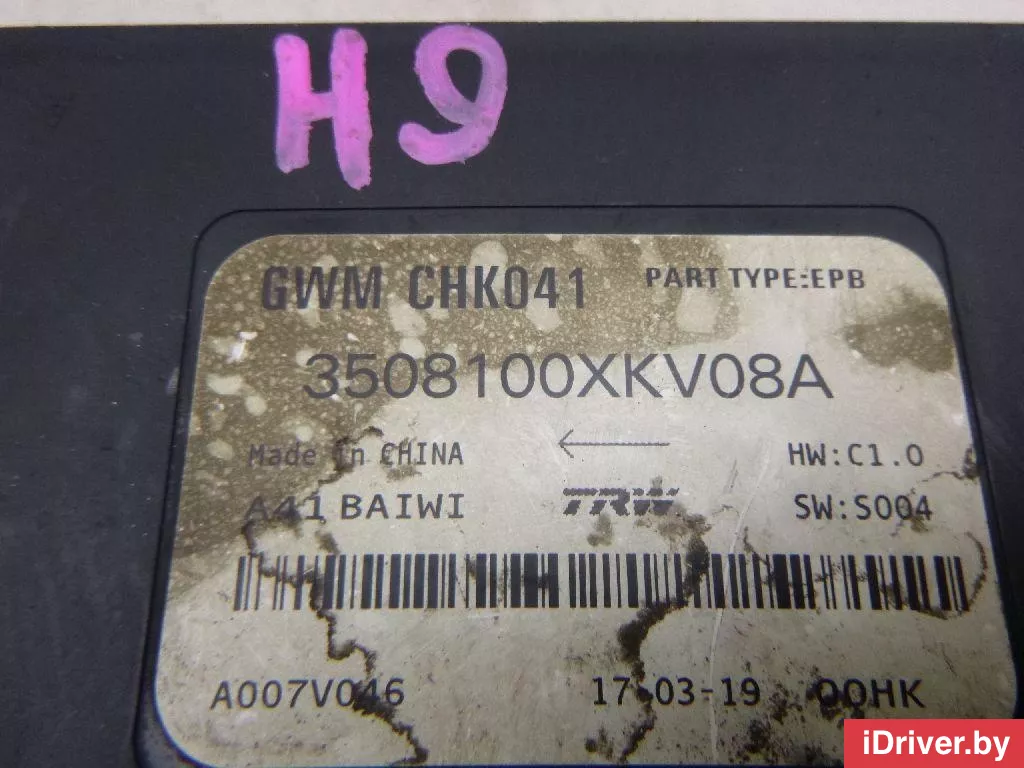 H9
GWM CHK041 PART TYPE:EPB
3508100XKV08A
Made in CHINA HW:C1.0
A41 BAIWI TRW SW:S004
A007V046 17-03-19 00HK
iDriver.by